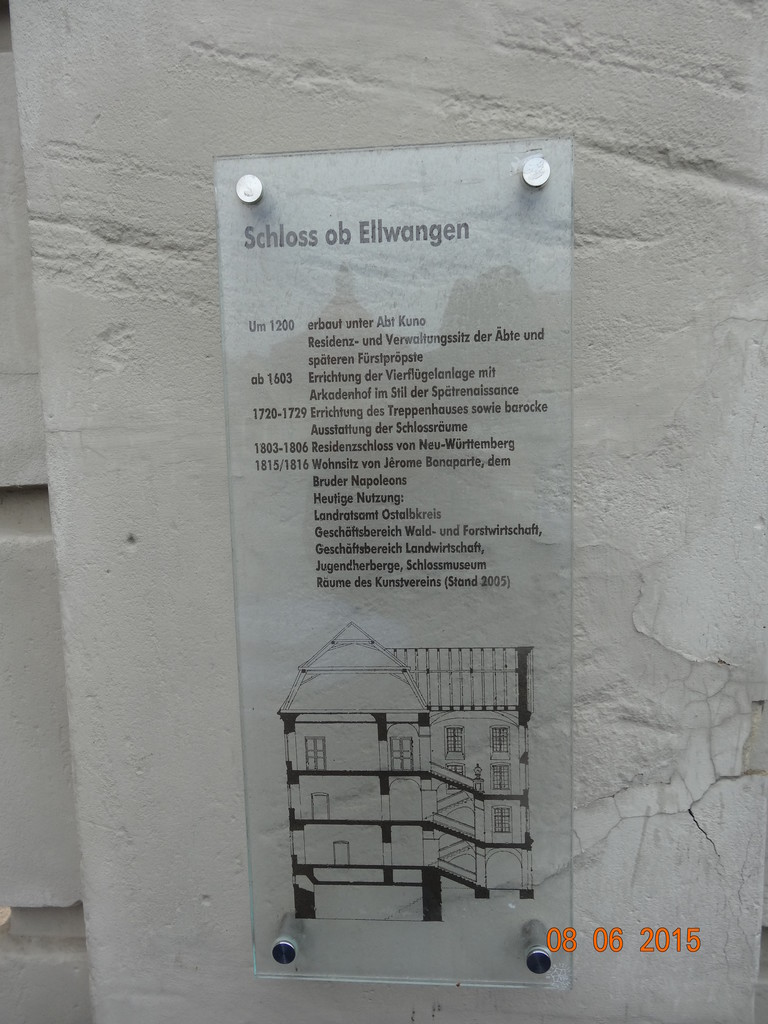 Schloss ob Ellwangen
Um 1200 erbaut unter Abt Kuno
Residenz- und Verwaltungssitz der Äbte und
späteren Fürstpröpste
ab 1603 Errichtung der Vierflügelanlage mit
Arkadenhof im Stil der Spätrenaissance
1720-1729 Errichtung des Treppenhauses sowie barocke
Ausstattung der Schlossräume
1803-1806 Residenzschloss von Neu-Württemberg
1815/1816 Wohnsitz von Jêrome Bonaparte, dem
Bruder Napoleons
Heutige Nutzung:
Landratsamt Ostalbkreis
Geschäftsbereich Wald- und Forstwirtschaft,
Geschäftsbereich Landwirtschaft,
Jugendherberge, Schlossmuseum
Räume des Kunstvereins (Stand 2005)
08 06 2015